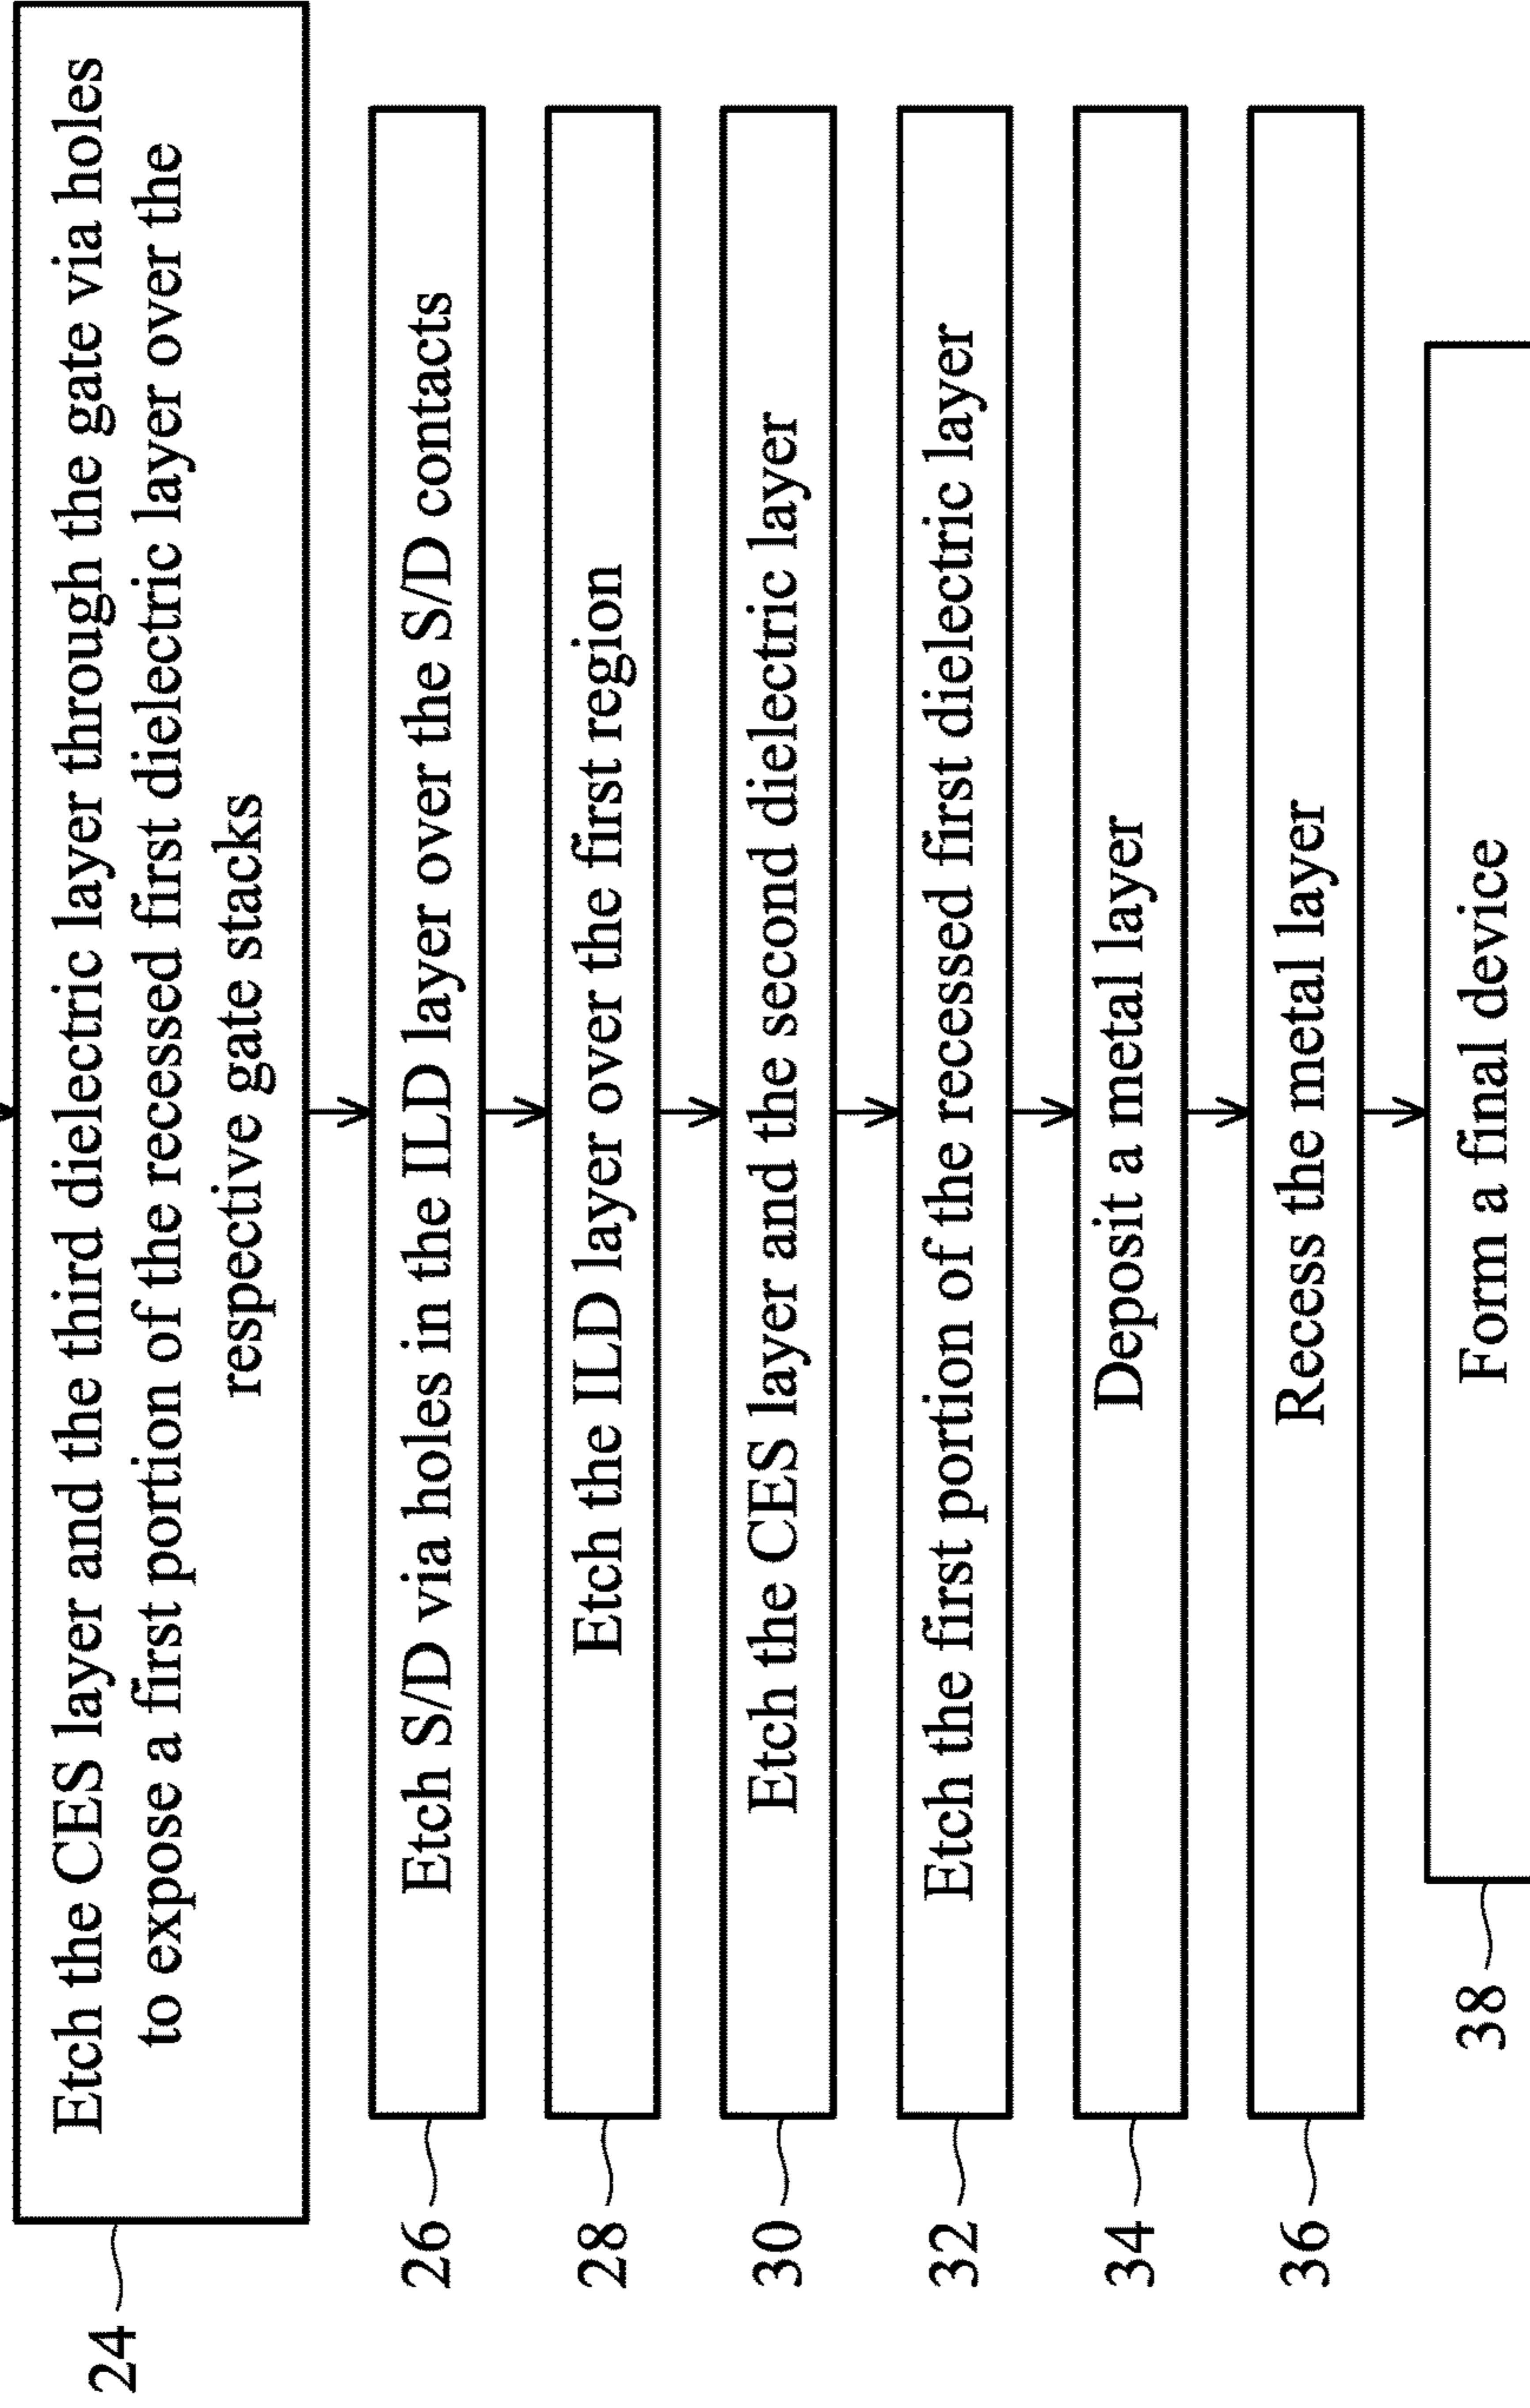 Etch the CES layer and the third dielectric layer through the gate via holes
to expose a first portion of the recessed first dielectric layer over the
respective gate stacks
24
Etch S/D via holes in the ILD layer over the S/D contacts
26
Etch the ILD layer over the first region
28
Etch the CES layer and the second dielectric layer
30
Etch the first portion of the recessed first dielectric layer
32
Deposit a metal layer
34
Recess the metal layer
36
Form a final device
38